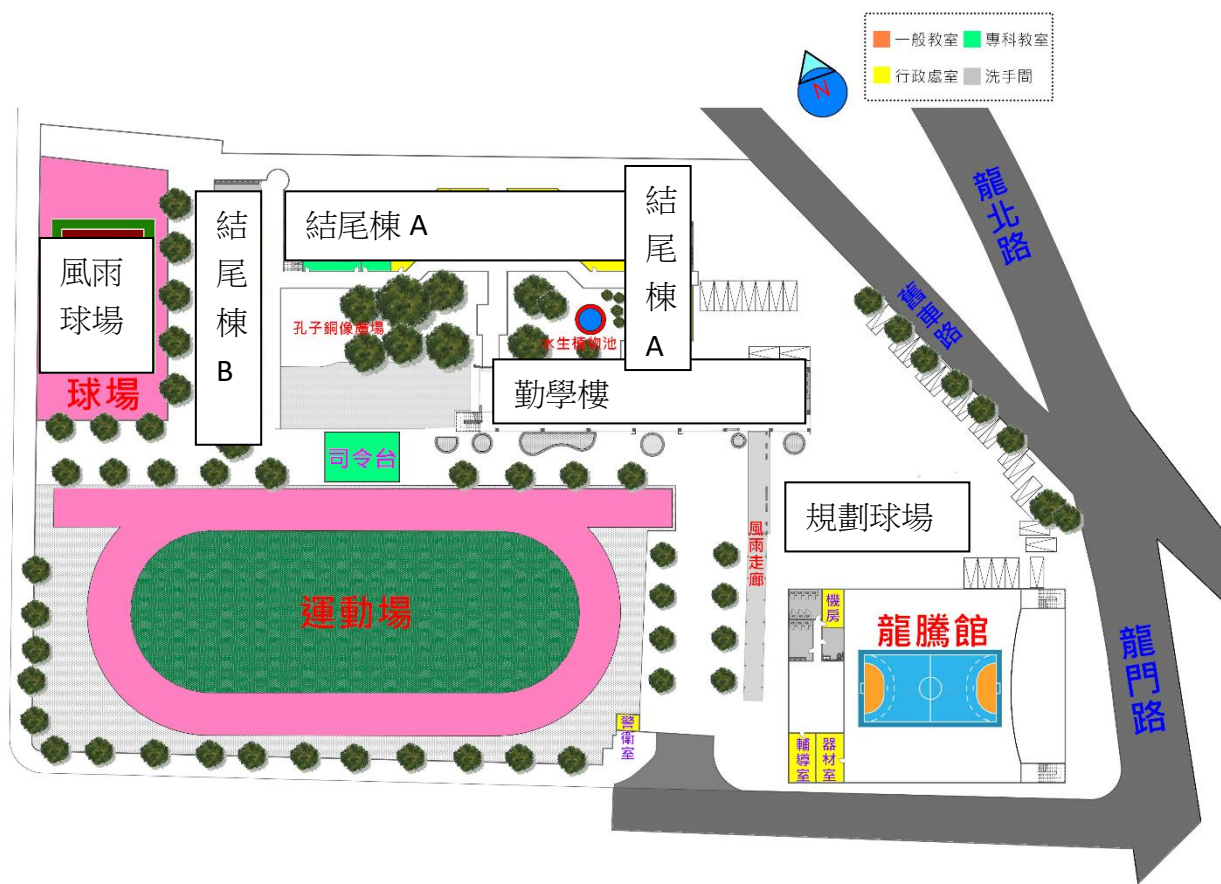 一般教室 專科教室
行政處室 洗手間
N
龍北路
舊車路
龍門路
結尾棟 B
結尾棟 A
結尾棟 A
風雨
球場
球場
孔子銅像廣場
水生植物池
勤學樓
司令台
規劃球場
風雨走廊
運動場
機房
龍騰館
警衛室
輔導室
器材室